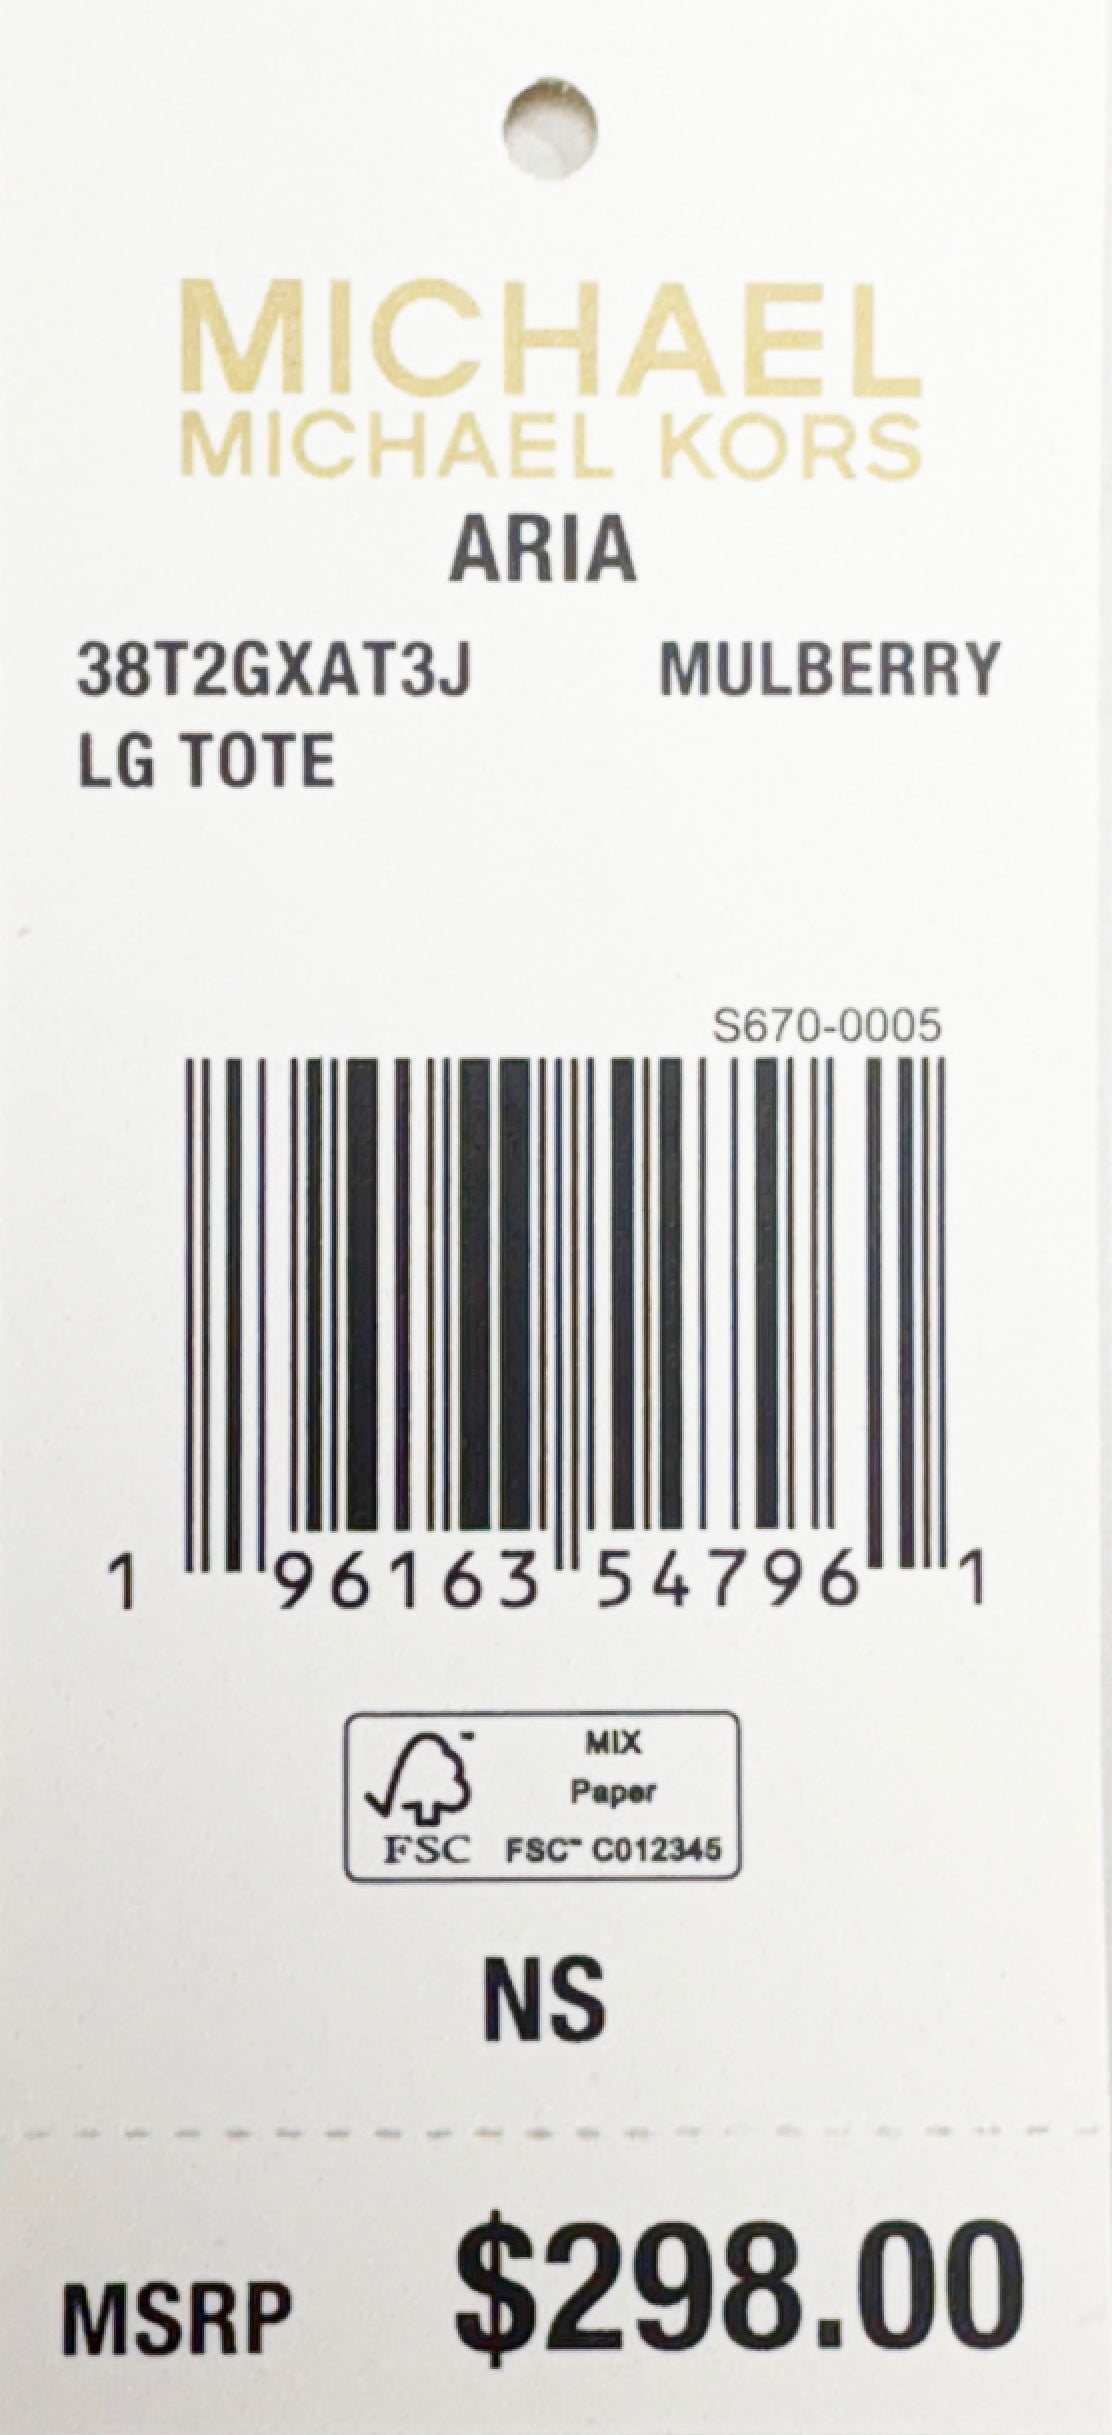 MICHAEL
MICHAEL KORS
ARIA
38T2GXAT3J MULBERRY
LG TOTE
S670-0005
1 96163 54796 1
MIX
Paper
FSC FSC™ C012345
NS
MSRP $298.00